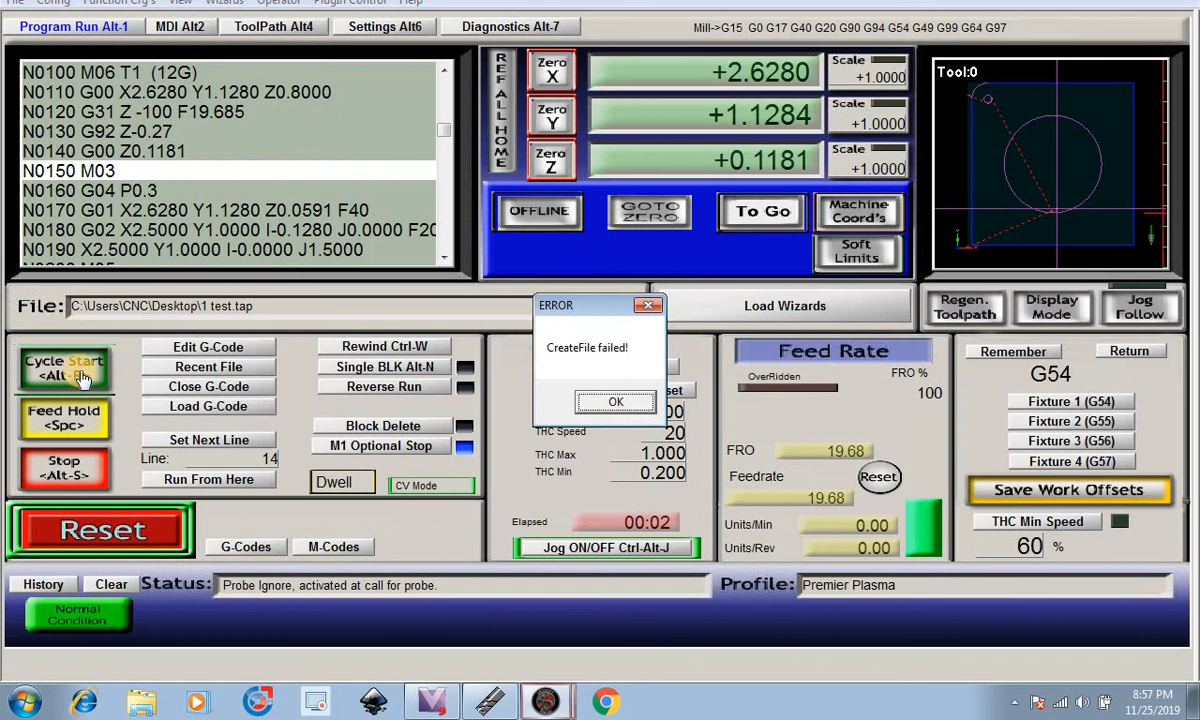 File Config Function Cfg's View Wizards Operator PlugIn Control Help
Program Run Alt-1
MDI Alt2
ToolPath Alt4
Settings Alt6
Diagnostics Alt-7
Mill->G15 G0 G17 G40 G20 G90 G94 G54 G49 G99 G64 G97
N0100 M06 T1 (12G)
N0110 G00 X2.6280 Y1.1280 Z0.8000
N0120 G31 Z -100 F19.685
N0130 G92 Z-0.27
N0140 G00 Z0.1181
N0150 M03
N0160 G04 P0.3
N0170 G01 X2.6280 Y1.1280 Z0.0591 F40
N0180 G02 X2.5000 Y1.0000 I-0.1280 J0.0000 F20
N0190 X2.5000 Y1.0000 I-0.0000 J1.5000
REF ALL HOME
Zero X
+2.6280
Scale
+1.0000
Zero Y
+1.1284
Scale
+1.0000
Zero Z
+0.1181
Scale
+1.0000
OFFLINE
GOTO ZERO
To Go
Machine Coord's
Soft Limits
Tool:0
File:
C:\Users\CNC\Desktop\1 test.tap
Load Wizards
Regen. Toolpath
Display Mode
Jog Follow
ERROR
CreateFile failed!
OK
Cycle Start
<Alt-
Feed Hold
<Spc>
Stop
<Alt-S>
Reset
Edit G-Code
Recent File
Close G-Code
Load G-Code
Set Next Line
Line: 14
Run From Here
Rewind Ctrl-W
Single BLK Alt-N
Reverse Run
Block Delete
M1 Optional Stop
Dwell
CV Mode
G-Codes
M-Codes
set
00
THC Speed 20
THC Max 1.000
THC Min 0.200
Elapsed 00:02
Jog ON/OFF Ctrl-Alt-J
Feed Rate
OverRidden
FRO %
100
FRO 19.68
Feedrate
19.68
Reset
Units/Min 0.00
Units/Rev 0.00
Remember
Return
G54
Fixture 1 (G54)
Fixture 2 (G55)
Fixture 3 (G56)
Fixture 4 (G57)
Save Work Offsets
THC Min Speed
60 %
History
Clear
Status:
Probe Ignore, activated at call for probe.
Profile:
Premier Plasma
Normal Condition
8:57 PM
11/25/2019